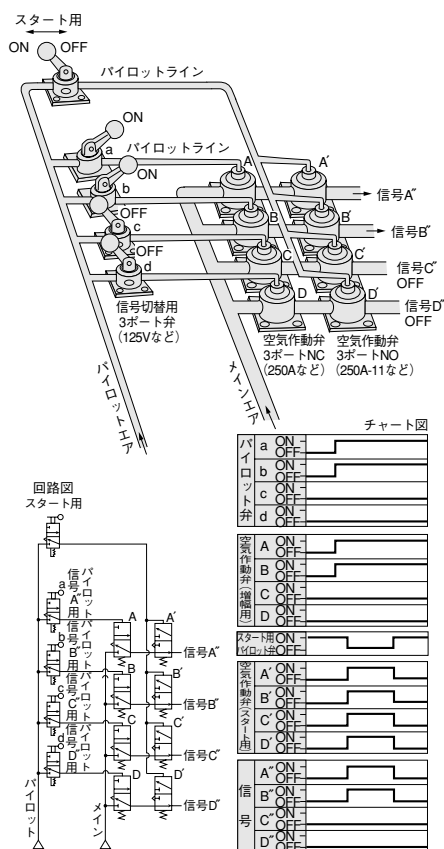 スタート用
ON OFF
パイロットライン
ON
a
パイロットライン
ON
b
OFF
c
OFF
d
A A′
B B′
C C′
D D′
信号A″
信号B″
信号C″
OFF
信号D″
OFF
信号切替用
3ポート弁
(125Vなど)
空気作動弁
3ポートNC
(250Aなど)
空気作動弁
3ポートNO
(250A-11など)
パイロットエア
メインエア
回路図
スタート用
a 信号A″用パイロット
b 信号B″用パイロット
c 信号C″用パイロット
d 信号D″用パイロット
A A′
信号A″
B B′
信号B″
C C′
信号C″
D D′
信号D″
パイロット
メイン
チャート図
パイロット弁
a ON OFF
b ON OFF
c ON OFF
d ON OFF
空気作動弁(増幅用)
A ON OFF
B ON OFF
C ON OFF
D ON OFF
スタート用パイロット弁 ON OFF
空気作動弁(スタート用)
A′ ON OFF
B′ ON OFF
C′ ON OFF
D′ ON OFF
信号
A″ ON OFF
B″ ON OFF
C″ ON OFF
D″ ON OFF